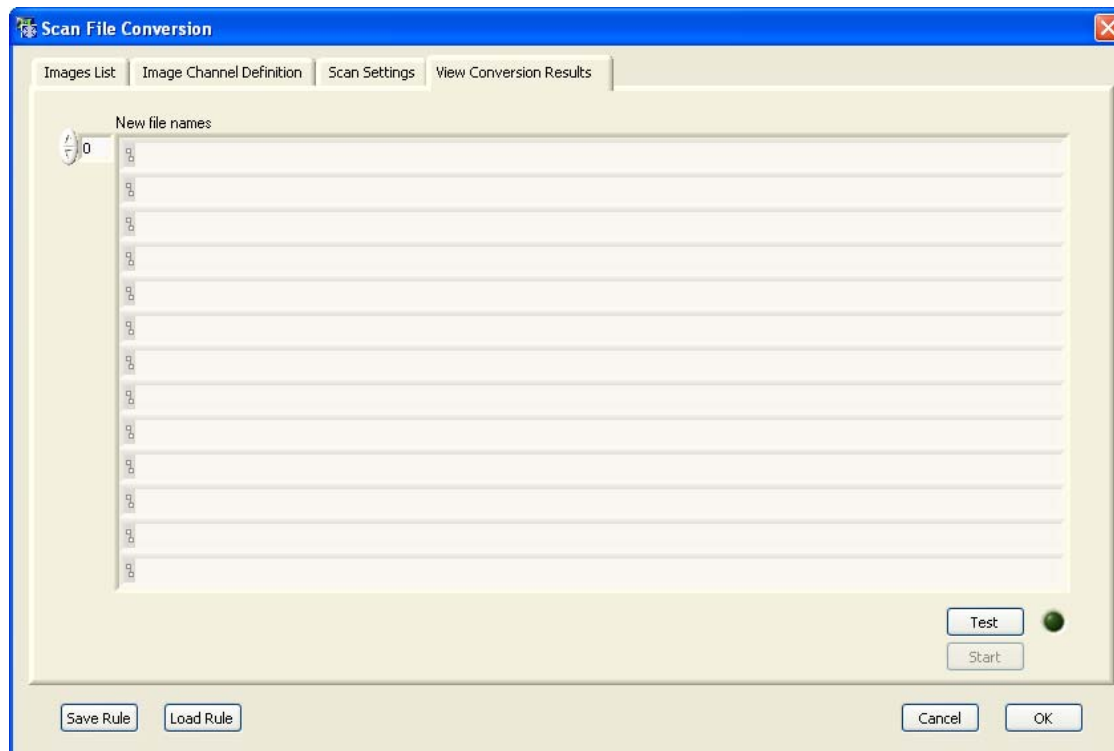 Scan File Conversion
Images List Image Channel Definition Scan Settings View Conversion Results
New file names
0
Test
Start
Save Rule Load Rule Cancel OK